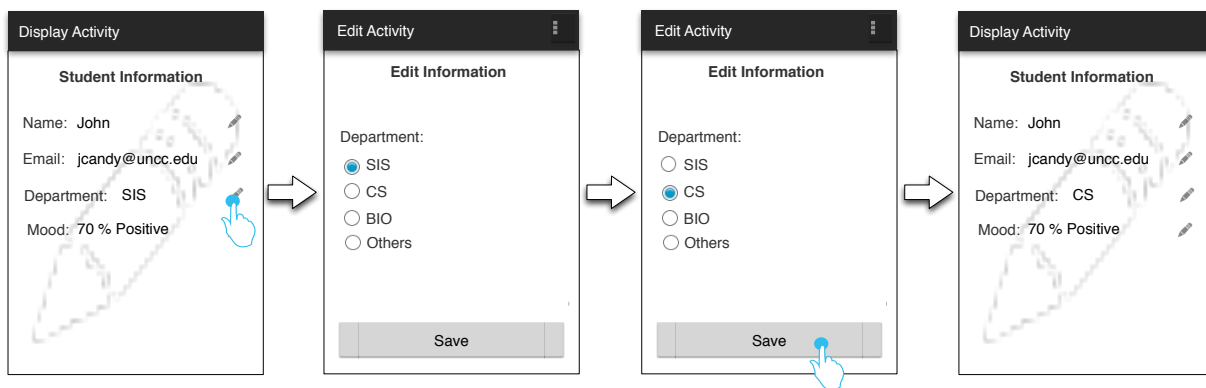 Display Activity
Student Information
Name: John
Email: jcandy@uncc.edu
Department: SIS
Mood: 70 % Positive
Edit Activity
Edit Information
Department:
SIS
CS
BIO
Others
Save
Edit Activity
Edit Information
Department:
SIS
CS
BIO
Others
Save
Display Activity
Student Information
Name: John
Email: jcandy@uncc.edu
Department: CS
Mood: 70 % Positive